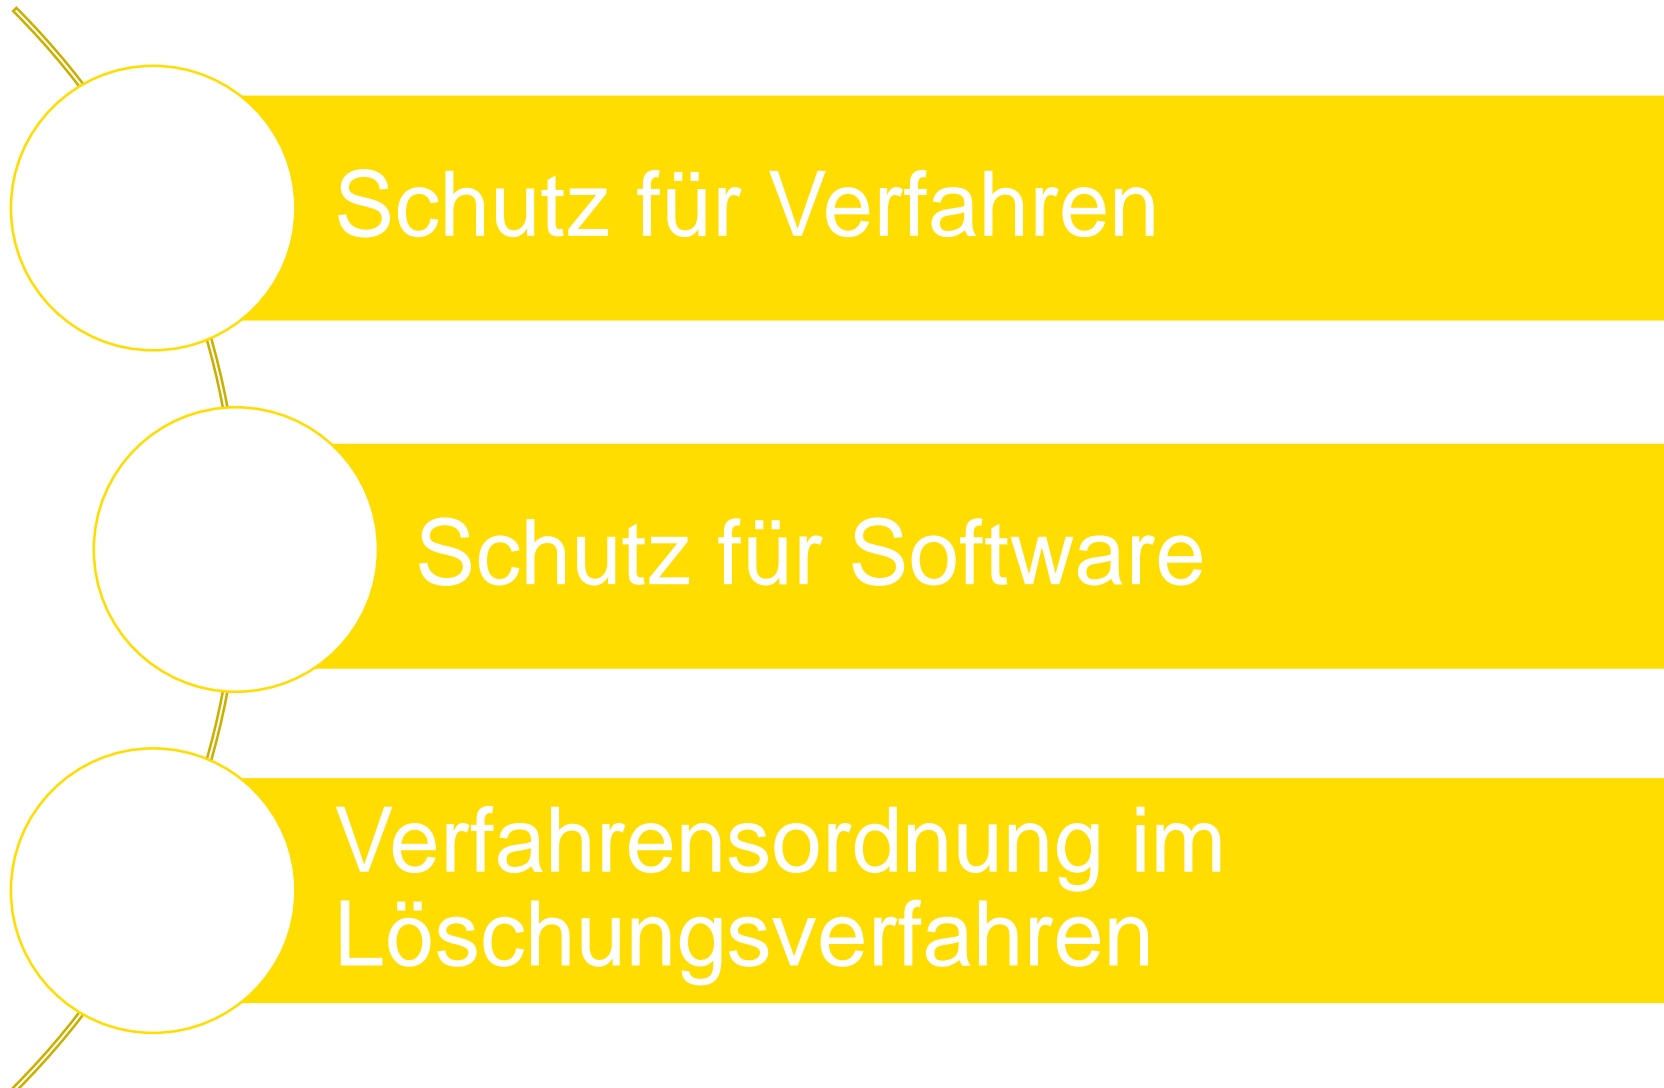 Schutz für Verfahren
Schutz für Software
Verfahrensordnung im
Löschungsverfahren